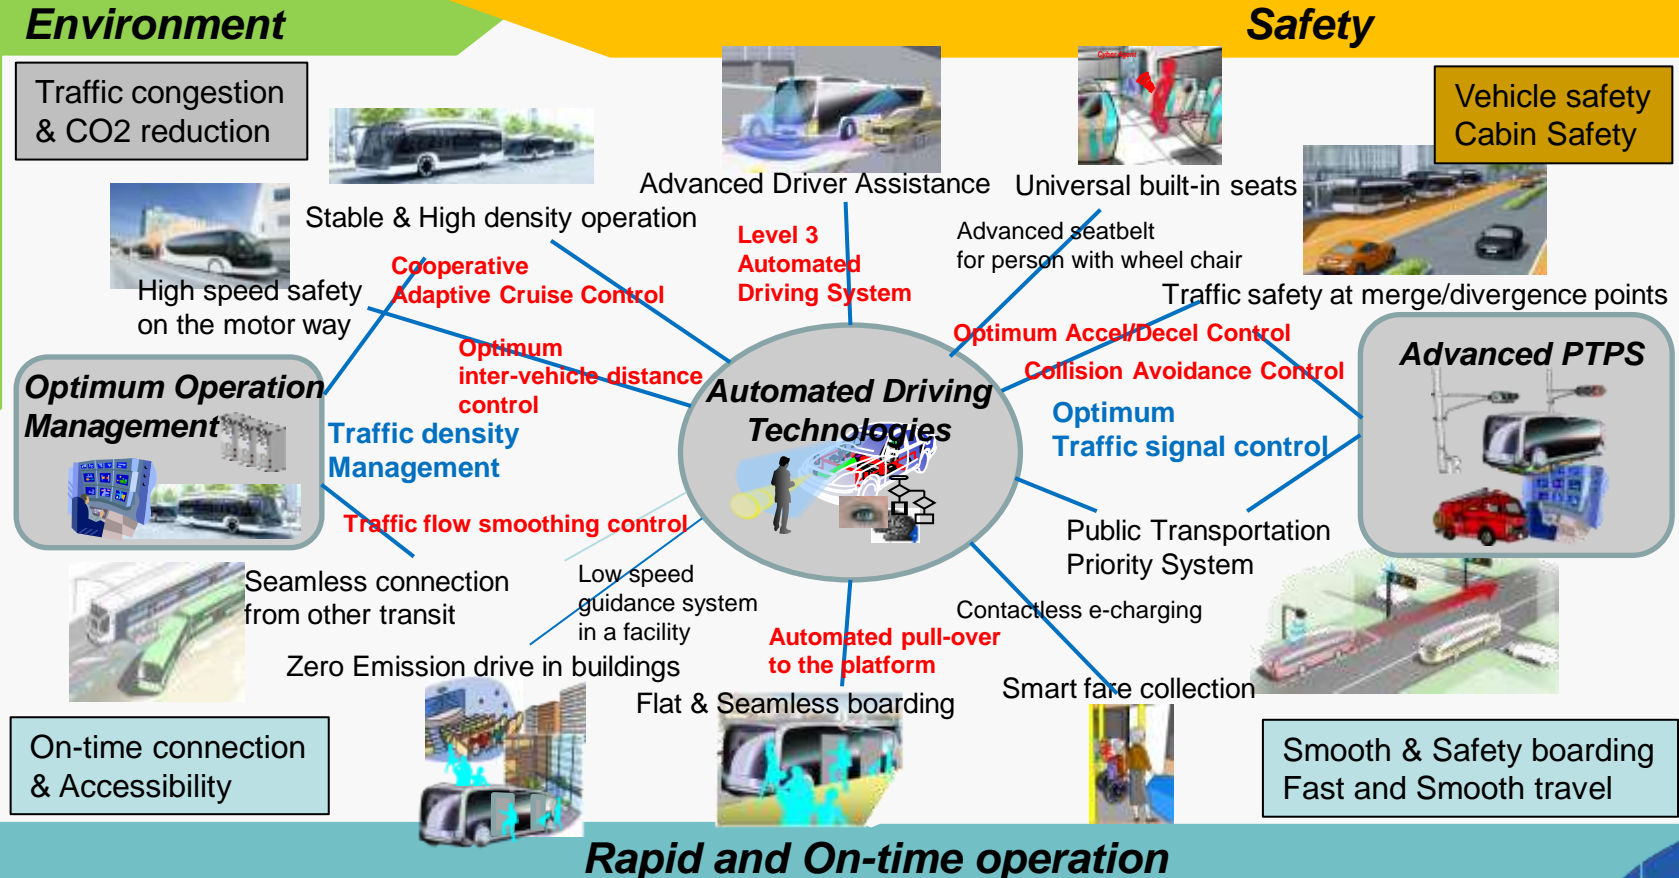 Environment
Safety
Traffic congestion
& CO2 reduction
Cyber Agent
Vehicle safety
Cabin Safety
Advanced Driver Assistance
Universal built-in seats
Stable & High density operation
Level 3
Automated
Driving System
Advanced seatbelt
for person with wheel chair
Cooperative
Adaptive Cruise Control
High speed safety
on the motor way
Traffic safety at merge/divergence points
Optimum
inter-vehicle distance
control
Optimum Accel/Decel Control
Collision Avoidance Control
Advanced PTPS
Optimum Operation
Management
Automated Driving
Technologies
Optimum
Traffic signal control
Traffic density
Management
Traffic flow smoothing control
Public Transportation
Priority System
Seamless connection
from other transit
Low speed
guidance system
in a facility
Contactless e-charging
Automated pull-over
to the platform
Zero Emission drive in buildings
Smart fare collection
Flat & Seamless boarding
On-time connection
& Accessibility
Smooth & Safety boarding
Fast and Smooth travel
Rapid and On-time operation